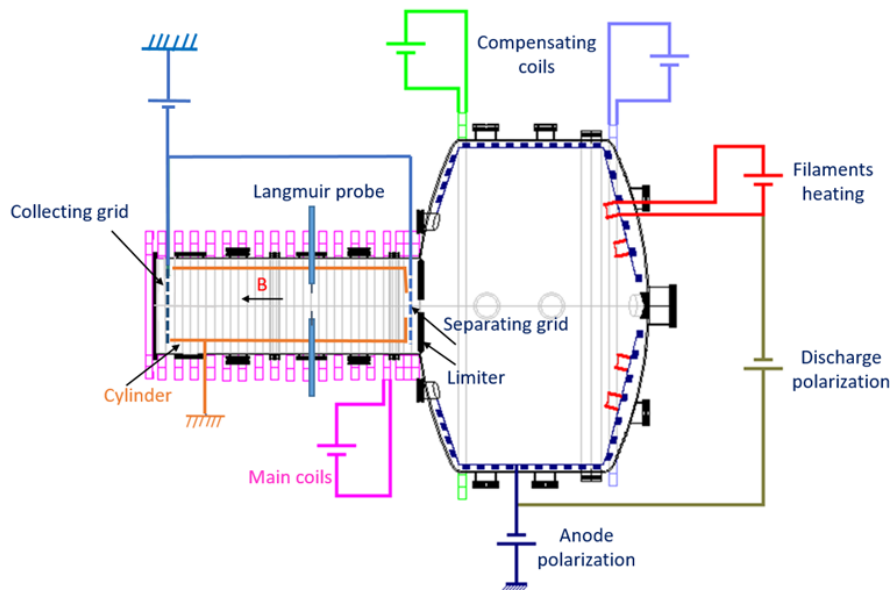 Compensating
coils
Filaments
heating
Langmuir probe
Collecting grid
B
Separating grid
Limiter
Cylinder
Discharge
polarization
Main coils
Anode
polarization